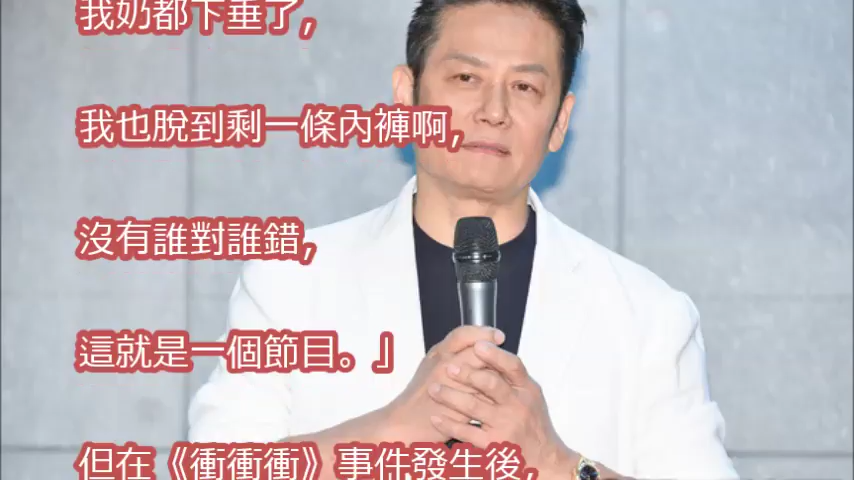 我奶都下垂了，
我也脫到剩一條內褲啊，
沒有誰對誰錯，
這就是一個節目。』
但在《衝衝衝》事件發生後，